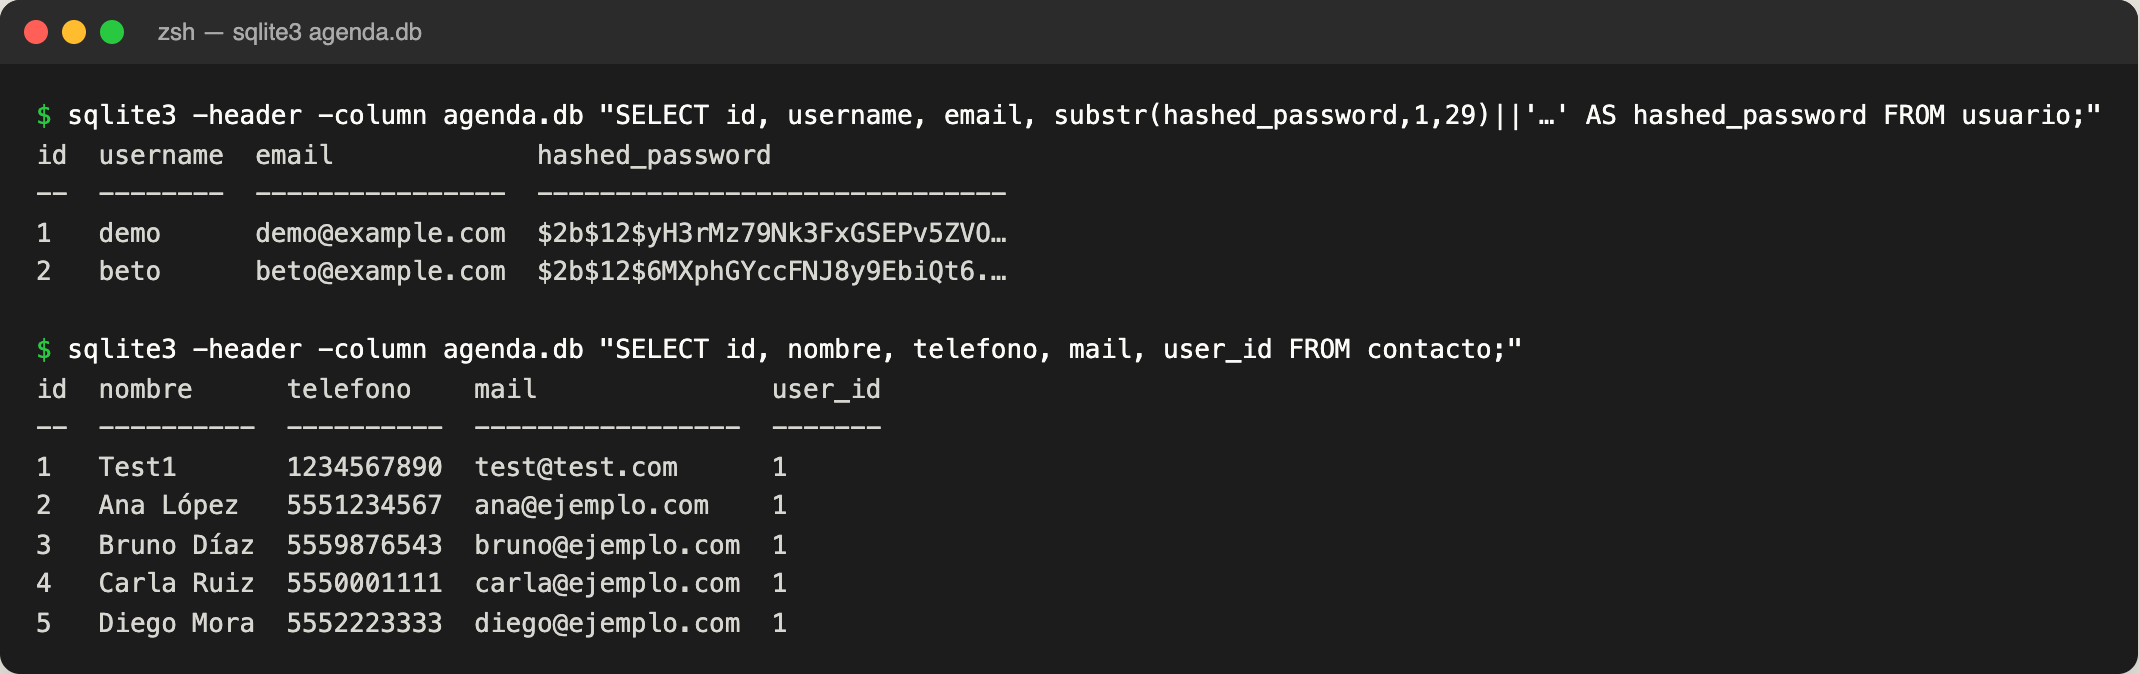 zsh — sqlite3 agenda.db
$ sqlite3 -header -column agenda.db "SELECT id, username, email, substr(hashed_password,1,29)||'…' AS hashed_password FROM usuario;"
id  username  email            hashed_password
--  --------  ----------------  ------------------------------
1   demo      demo@example.com  $2b$12$yH3rMz79Nk3FxGSEPv5ZVO…
2   beto      beto@example.com  $2b$12$6MXphGYccFNJ8y9EbiQt6.…
$ sqlite3 -header -column agenda.db "SELECT id, nombre, telefono, mail, user_id FROM contacto;"
id  nombre      telefono    mail               user_id
--  ----------  ----------  -----------------  -------
1   Test1       1234567890  test@test.com      1
2   Ana López   5551234567  ana@ejemplo.com    1
3   Bruno Díaz  5559876543  bruno@ejemplo.com  1
4   Carla Ruiz  5550001111  carla@ejemplo.com  1
5   Diego Mora  5552223333  diego@ejemplo.com  1